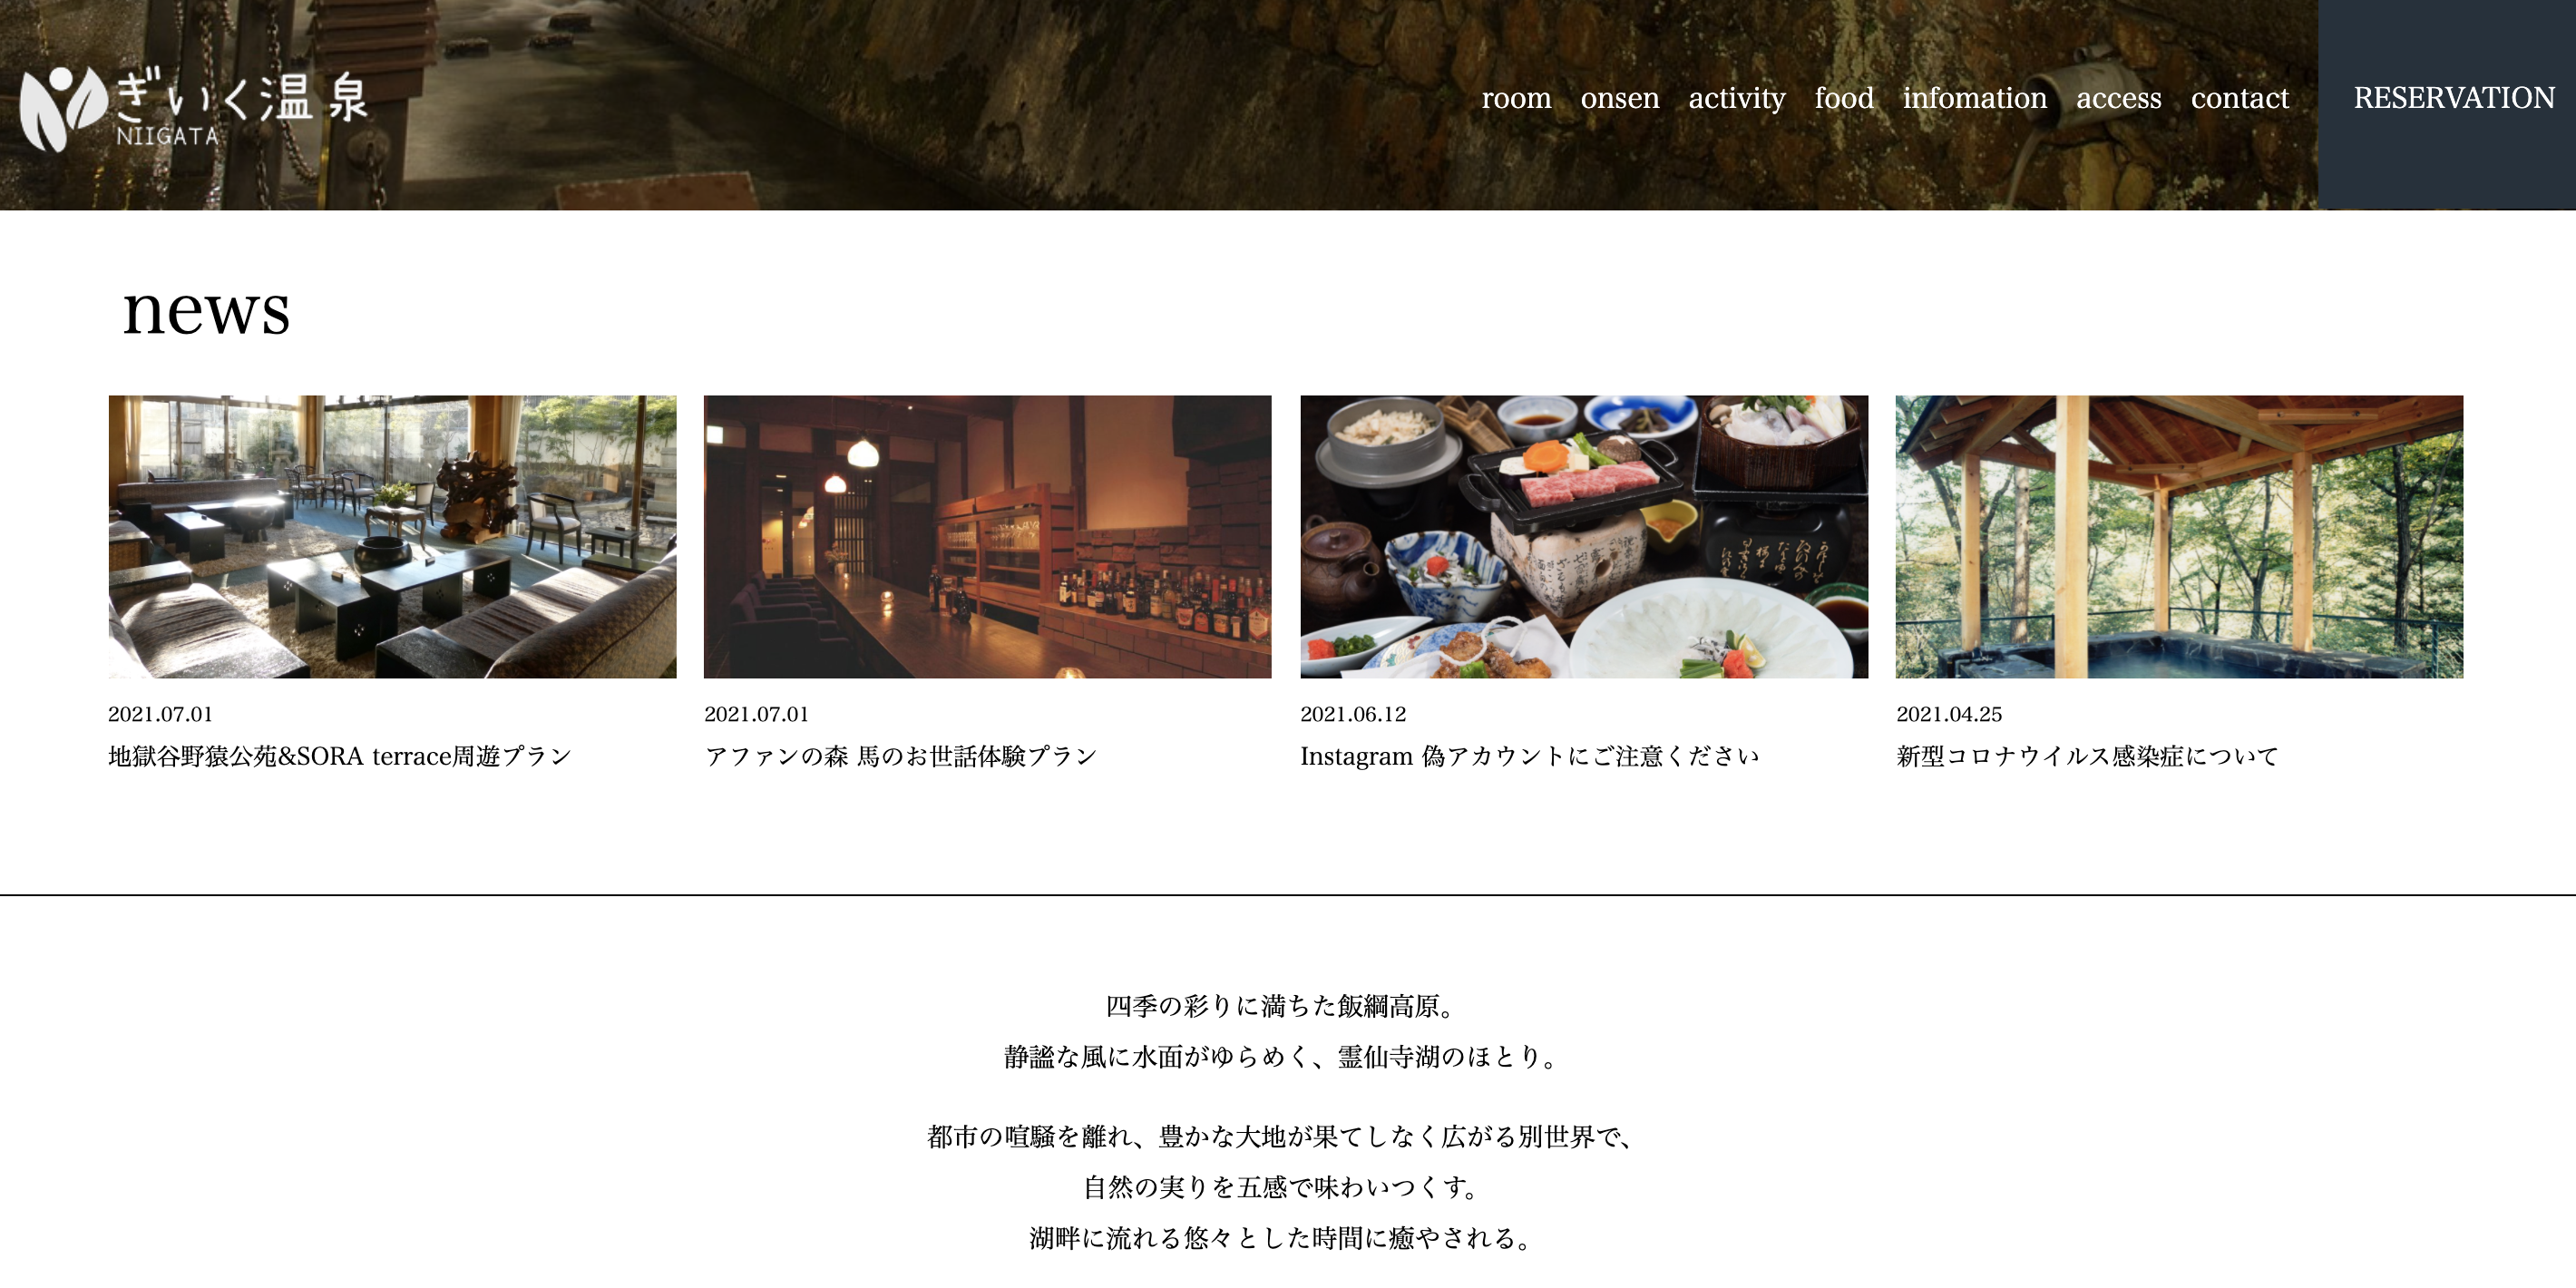 ぎいく温泉
NIIGATA
room onsen activity food infomation access contact RESERVATION
news
2021.07.01
地獄谷野猿公苑&SORA terrace周遊プラン
2021.07.01
アファンの森 馬のお世話体験プラン
2021.06.12
Instagram 偽アカウントにご注意ください
2021.04.25
新型コロナウイルス感染症について
四季の彩りに満ちた飯綱高原。
静謐な風に水面がゆらめく、霊仙寺湖のほとり。
都市の喧騒を離れ、豊かな大地が果てしなく広がる別世界で、
自然の実りを五感で味わいつくす。
湖畔に流れる悠々とした時間に癒やされる。